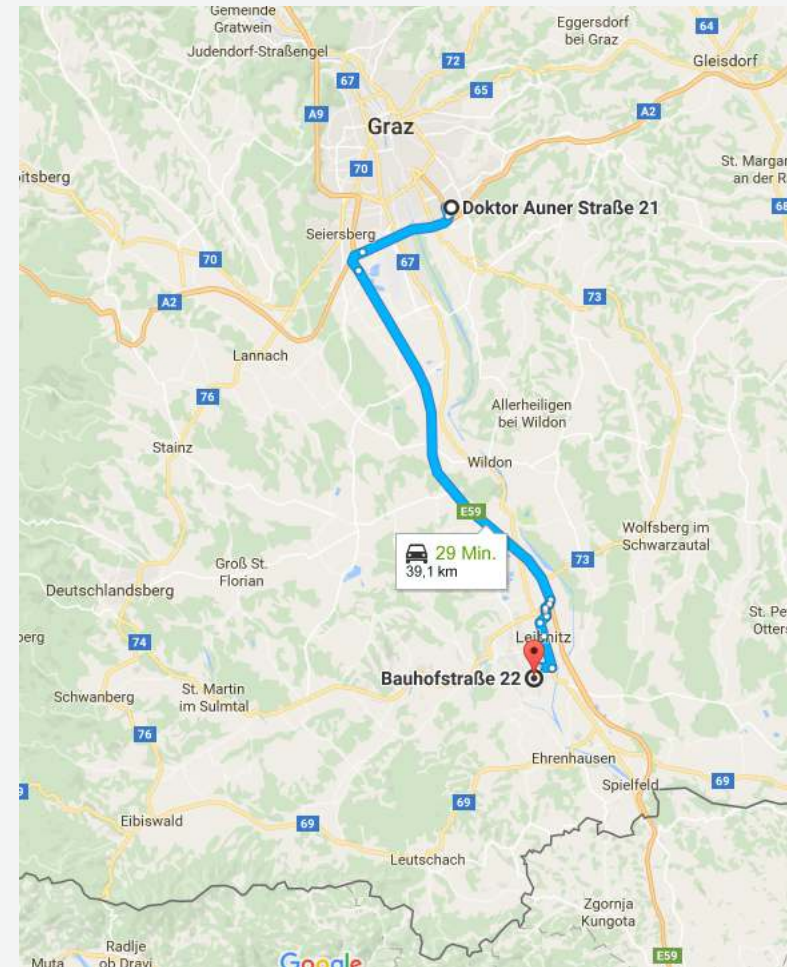 Gemeinde
Gratwein
Eggersdorf
bei Graz
64
Judendorf-Straßengel
72
Gleisdorf
67
65
A9
A2
Graz
70
St. Margar
an der R
itsberg
68
Doktor Auner Straße 21
Seiersberg
70
67
A2
73
Lannach
76
Allerheiligen
bei Wildon
Stainz
Wildon
E59
Wolfsberg im
Schwarzautal
29 Min.
39,1 km
73
Groß St.
Florian
Deutschlandsberg
St. Pe
Otters
74
berg
Leibnitz
Bauhofstraße 22
Schwanberg
St. Martin
im Sulmtal
76
Ehrenhausen
69
Spielfeld
9
69
Eibiswald
69
Leutschach
Zgornja
Kungota
Radlje
ob Dravi
Muta
Google
E59